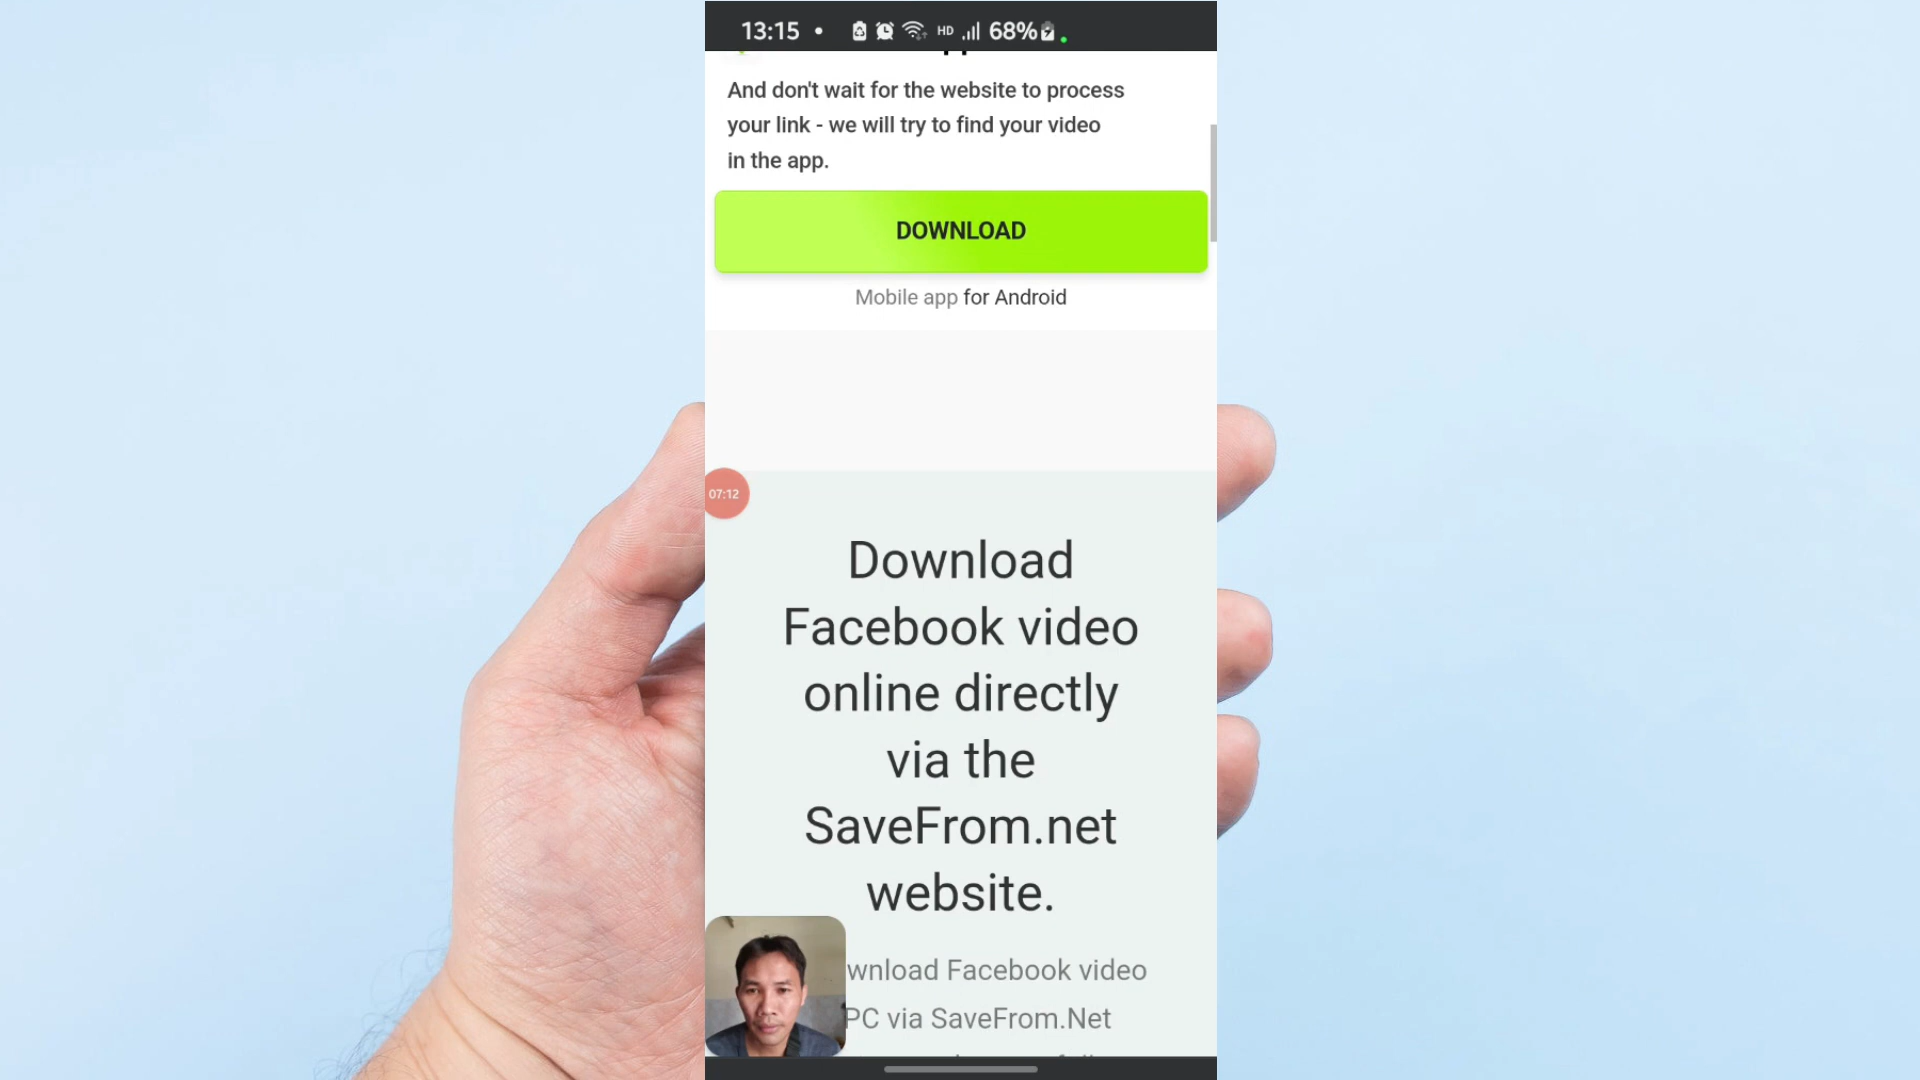 13:15 • HD 68%
And don't wait for the website to process
your link - we will try to find your video
in the app.
DOWNLOAD
Mobile app for Android
07:12
Download
Facebook video
online directly
via the
SaveFrom.net
website.
wnload Facebook video
PC via SaveFrom.Net